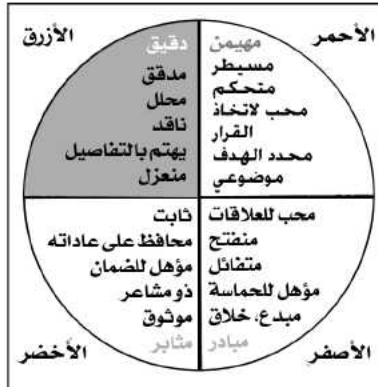 الأحمر
مهيمن
مسيطر
متحكم
محب لاتخاذ
القرار
محدد الهدف
موضوعي
الأزرق
دقيق
مدقق
محلل
ناقد
يهتم بالتفاصيل
منعزل
محب للعلاقات
منفتح
متفائل
مؤهل للحماسة
مبدع، خلاق
مبادر
الأصفر
ثابت
محافظ على عاداته
مؤهل للضمان
ذو مشاعر
موثوق
مثابر
الأخضر